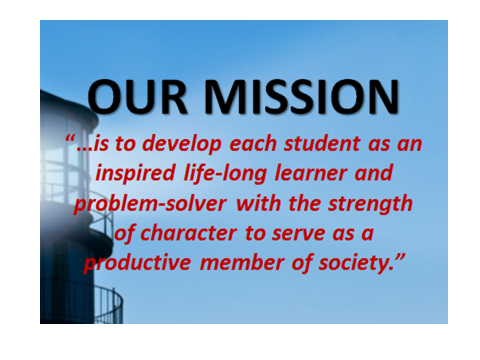 OUR MISSION
“…is to develop each student as an
inspired life-long learner and
problem-solver with the strength
of character to serve as a
productive member of society.”